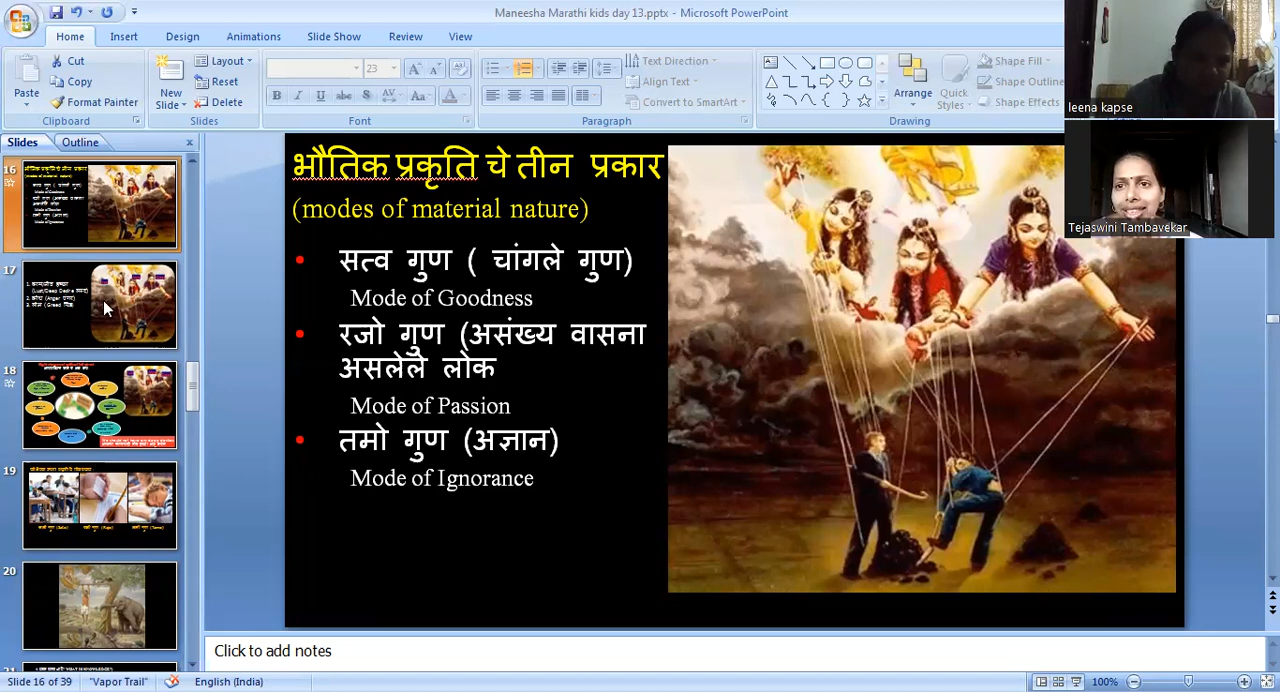 Maneesha Marathi kids day 13.pptx - Microsoft PowerPoint
Home Insert Design Animations Slide Show Review View
Paste
Cut
Copy
Format Painter
Clipboard
New Slide
Layout
Reset
Delete
Slides
23
B I U abc S AV Aa A
Font
Text Direction
Align Text
Convert to SmartArt
Paragraph
Arrange
Quick Styles
Shape Fill
Shape Outline
Shape Effects
Drawing
leena kapse
Tejaswini Tambavekar
Slides Outline
16
17
18
19
20
भौतिक प्रकृति चे तीन प्रकार
(modes of material nature)
• सत्व गुण ( चांगले गुण)
Mode of Goodness
• रजो गुण (असंख्य वासना
असलेले लोक
Mode of Passion
• तमो गुण (अज्ञान)
Mode of Ignorance
Click to add notes
Slide 16 of 39 "Vapor Trail" English (India) 100%